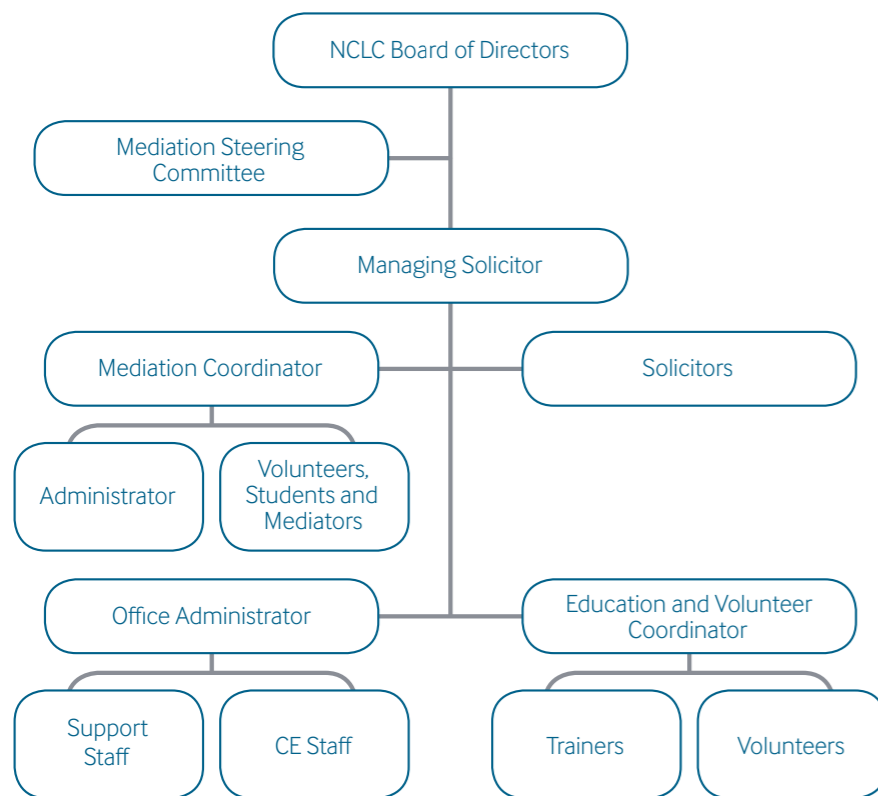 NCLC Board of Directors
Mediation Steering
Committee
Managing Solicitor
Mediation Coordinator
Solicitors
Administrator
Volunteers,
Students and
Mediators
Office Administrator
Education and Volunteer
Coordinator
Support
Staff
CE Staff
Trainers
Volunteers